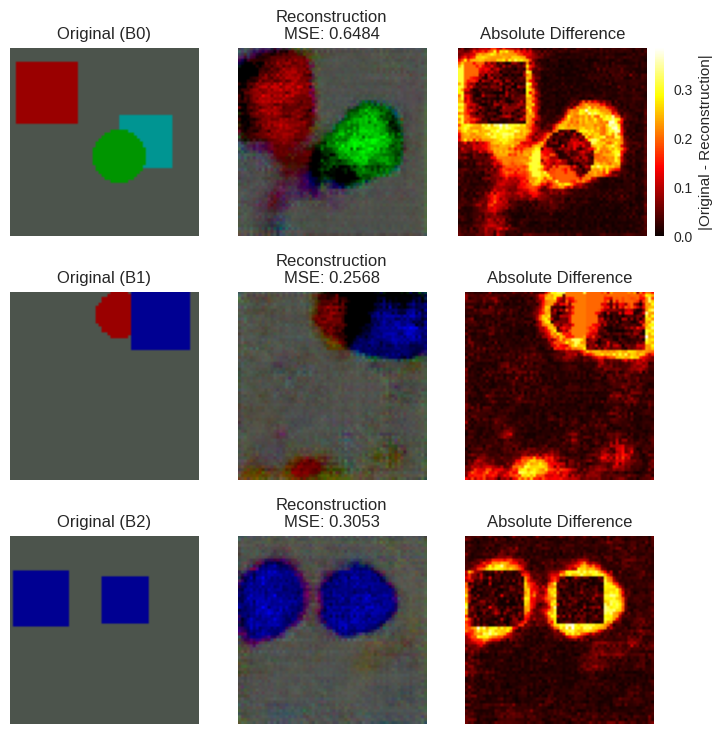 Original (B0)
Reconstruction
MSE: 0.6484
Absolute Difference
0.3
0.2
0.1
0.0
|Original - Reconstruction|
Original (B1)
Reconstruction
MSE: 0.2568
Absolute Difference
Original (B2)
Reconstruction
MSE: 0.3053
Absolute Difference